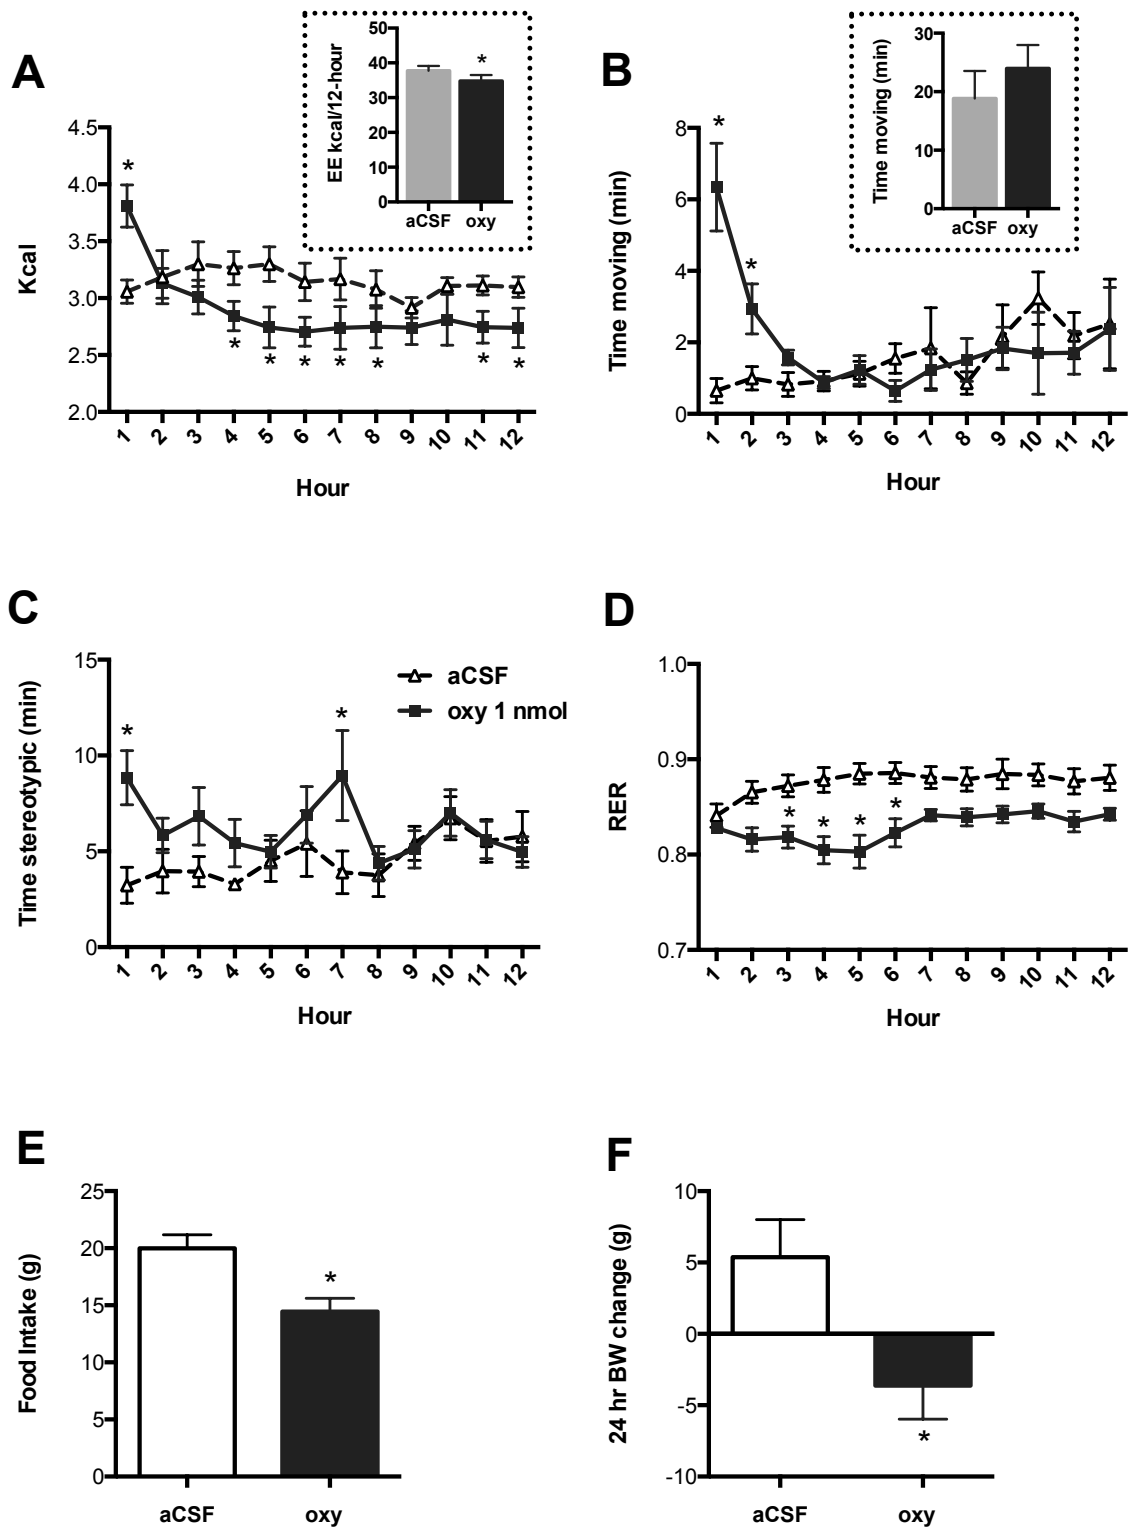 A
EE kcal/12-hour
50
40
30
40
10
0
*
aCSF oxy
Kcal
4.5
4.0
3.5
3.0
2.5
2.0
*
* * * * * * *
1 2 3 4 5 6 7 8 9 10 11 12
Hour
B
Time moving (min)
30
20
10
0
aCSF oxy
Time moving (min)
8
6
4
2
0
*
*
1 2 3 4 5 6 7 8 9 10 11 12
Hour
C
Time stereotypic (min)
15
10
5
0
*
*
aCSF
oxy 1 nmol
1 2 3 4 5 6 7 8 9 10 11 12
Hour
D
RER
1.0
0.9
0.8
0.7
* * * *
1 2 3 4 5 6 7 8 9 10 11 12
Hour
E
Food Intake (g)
25
20
15
10
5
0
*
aCSF oxy
F
24 hr BW change (g)
10
5
0
-5
-10
*
aCSF oxy